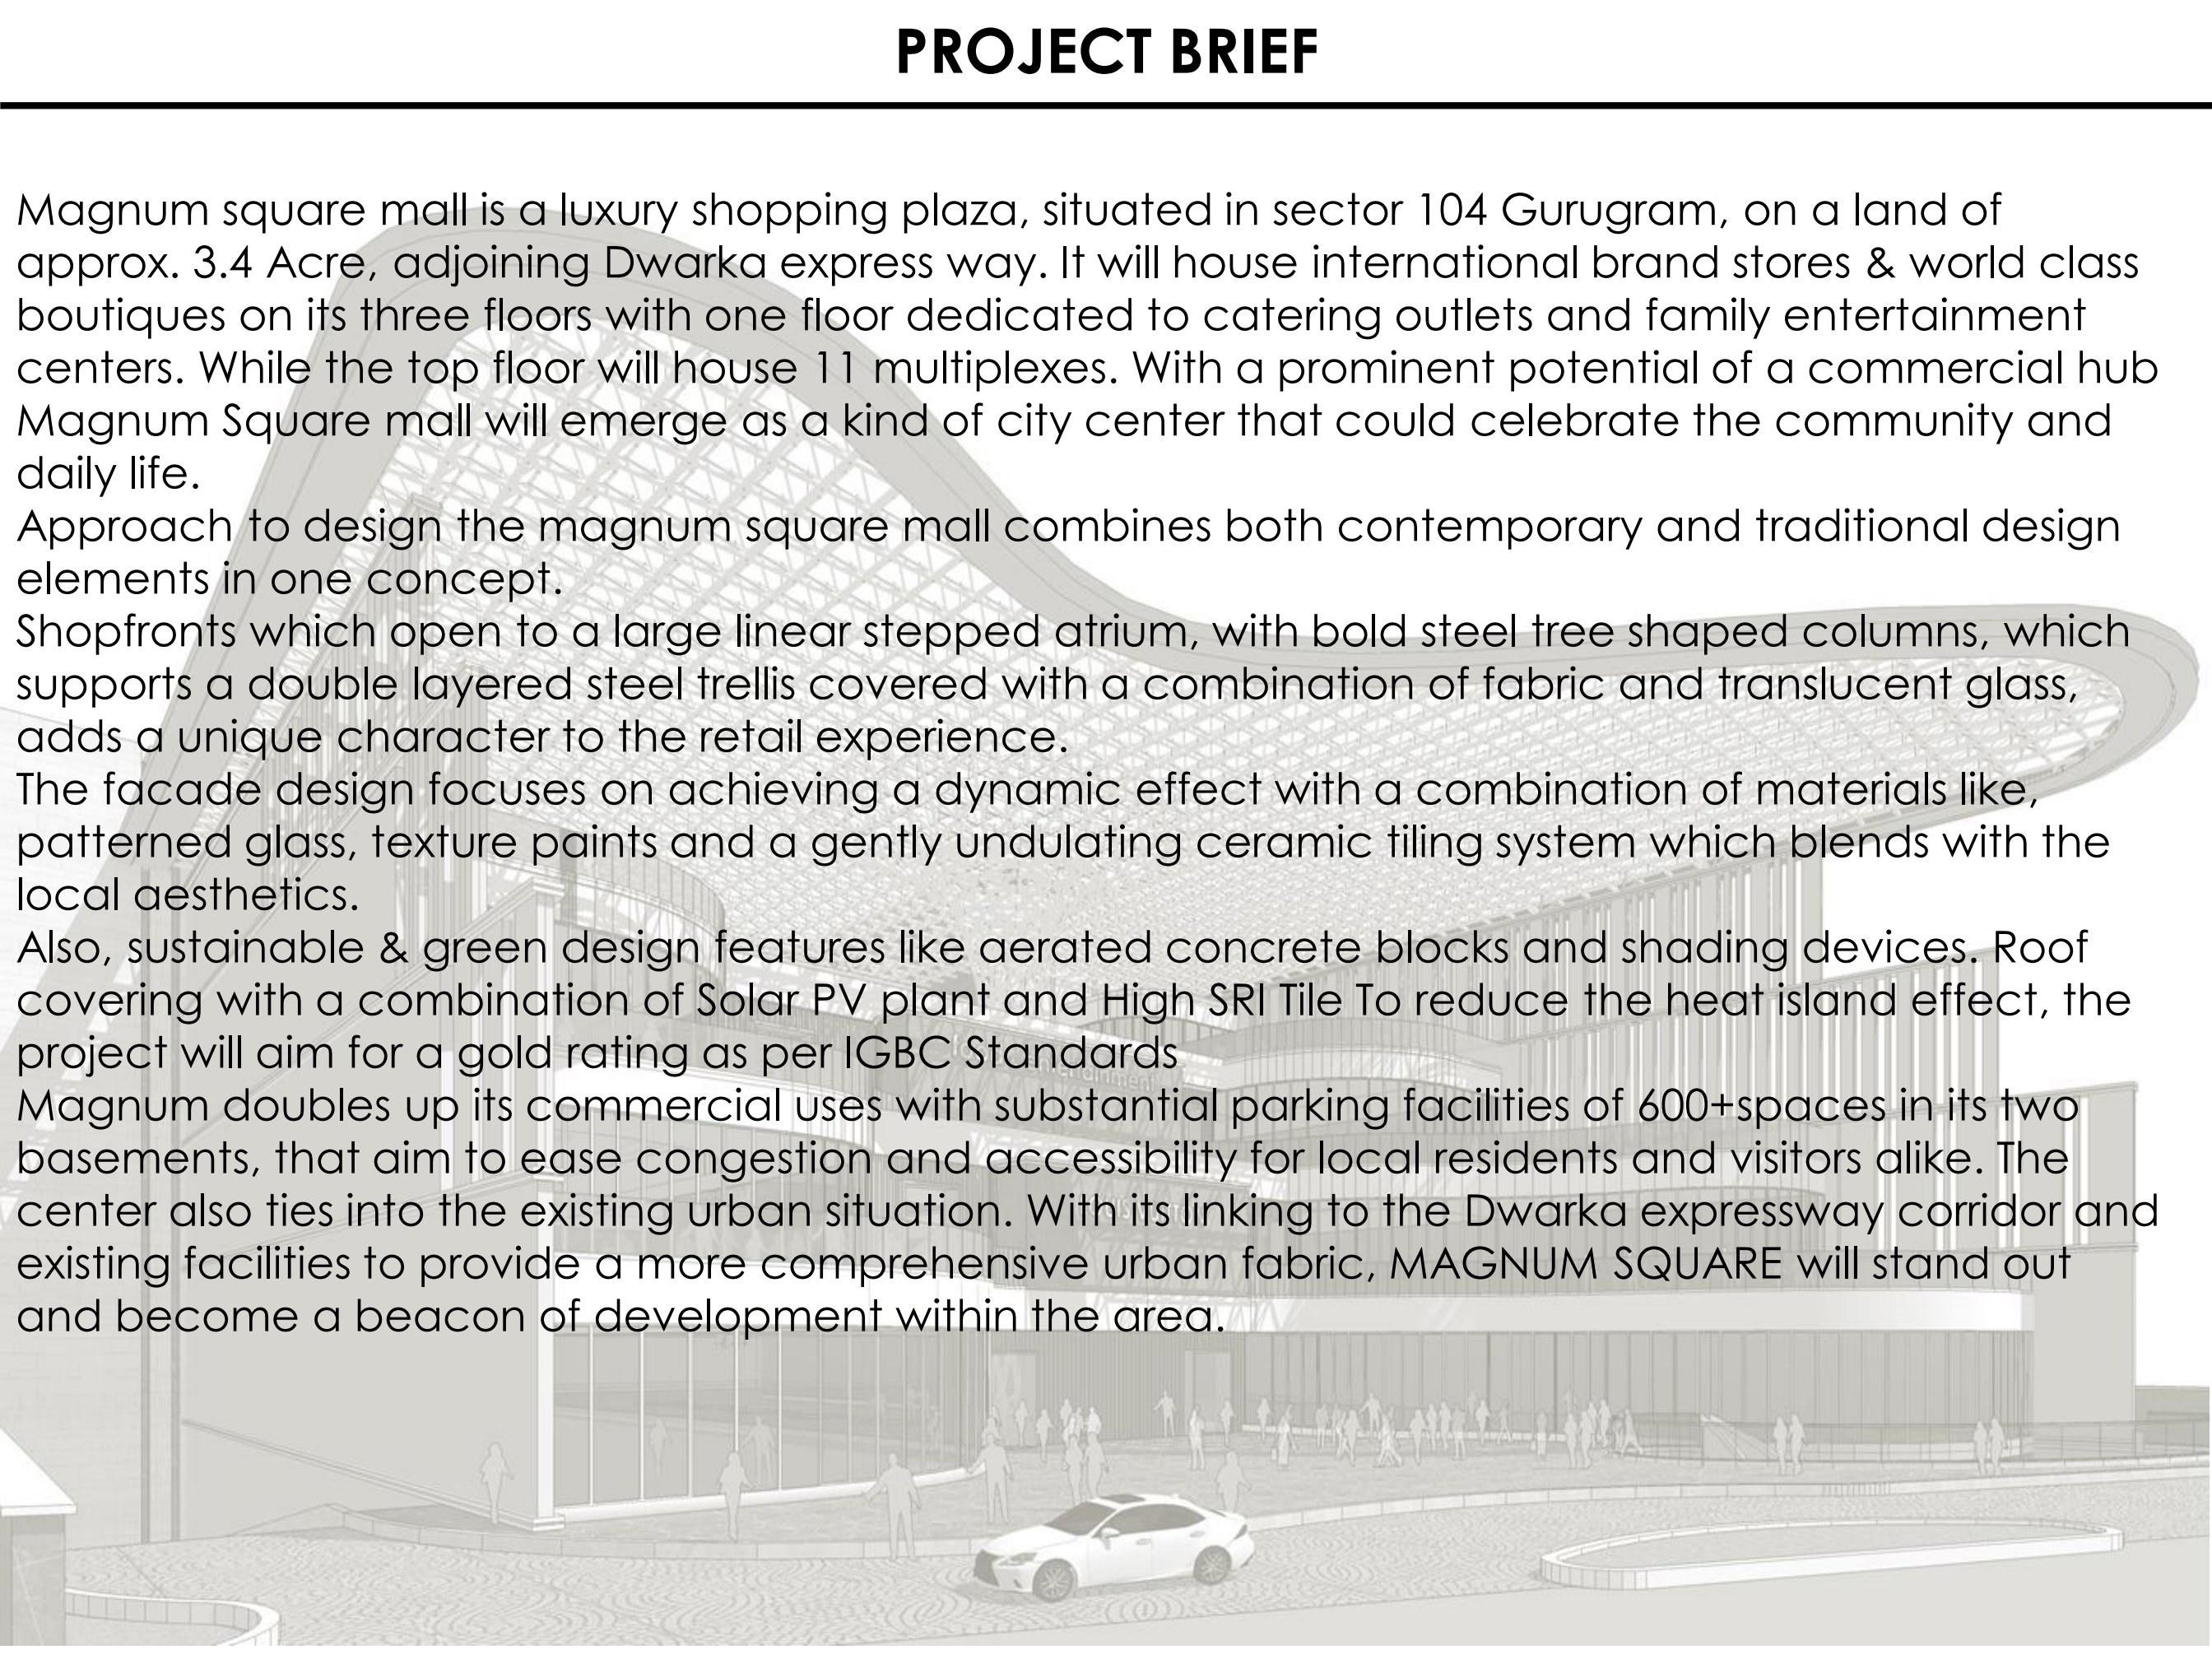 PROJECT BRIEF
Magnum square mall is a luxury shopping plaza, situated in sector 104 Gurugram, on a land of
approx. 3.4 Acre, adjoining Dwarka express way. It will house international brand stores & world class
boutiques on its three floors with one floor dedicated to catering outlets and family entertainment
centers. While the top floor will house 11 multiplexes. With a prominent potential of a commercial hub
Magnum Square mall will emerge as a kind of city center that could celebrate the community and
daily life.
Approach to design the magnum square mall combines both contemporary and traditional design
elements in one concept.
Shopfronts which open to a large linear stepped atrium, with bold steel tree shaped columns, which
supports a double layered steel trellis covered with a combination of fabric and translucent glass,
adds a unique character to the retail experience.
The facade design focuses on achieving a dynamic effect with a combination of materials like,
patterned glass, texture paints and a gently undulating ceramic tiling system which blends with the
local aesthetics.
Also, sustainable & green design features like aerated concrete blocks and shading devices. Roof
covering with a combination of Solar PV plant and High SRI Tile To reduce the heat island effect, the
project will aim for a gold rating as per IGBC Standards
Magnum doubles up its commercial uses with substantial parking facilities of 600+spaces in its two
basements, that aim to ease congestion and accessibility for local residents and visitors alike. The
center also ties into the existing urban situation. With its linking to the Dwarka expressway corridor and
existing facilities to provide a more comprehensive urban fabric, MAGNUM SQUARE will stand out
and become a beacon of development within the area.